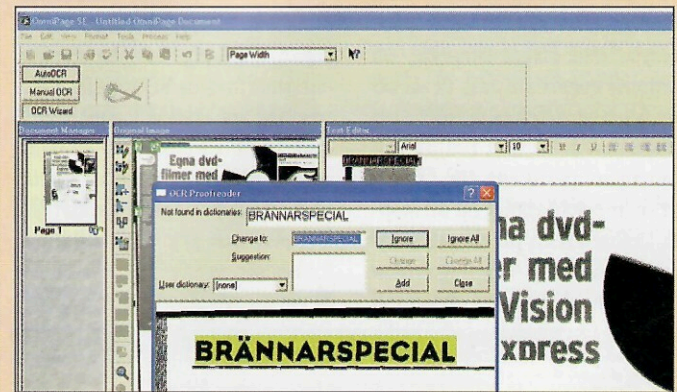 OmniPage SE - Untitled OmniPage Document
File Edit View Format Tools Process Help
Page Width
AutoOCR
Manual OCR
OCR Wizard
Document Manager
Original Image
Text Editor
Arial
10
BRÄNNARSPECIAL
Egna dvd-
filmer med
Page 1
OCR Proofreader
Not found in dictionaries:
BRÄNNARSPECIAL
Change to:
BRÄNNARSPECIAL
Ignore
Ignore All
Suggestion:
Change
Change All
User dictionary:
[none]
Add
Close
BRÄNNARSPECIAL
na dvd-
r med
Vision
xpress